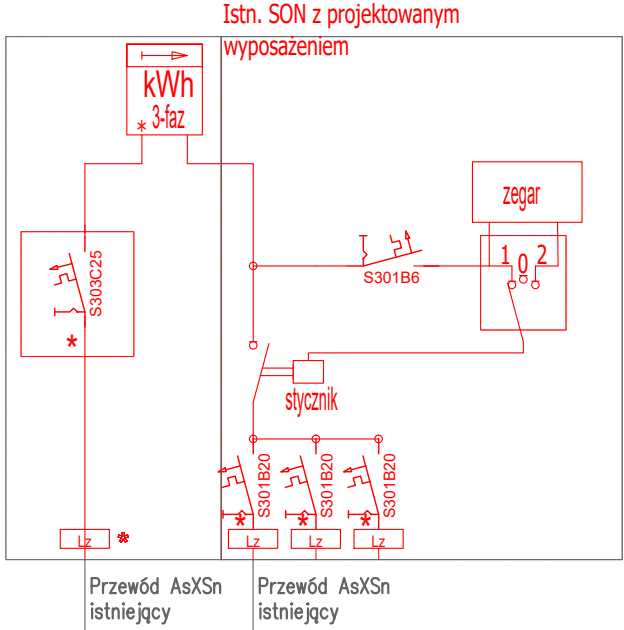 Istn. SON z projektowanym
wyposażeniem
kWh
* 3-faz
zegar
1 0 2
S303C25
*
S301B6
stycznik
S301B20
S301B20
S301B20
* * *
Lz *
Lz
Lz
Lz
Przewód AsXSn
istniejący
Przewód AsXSn
istniejący